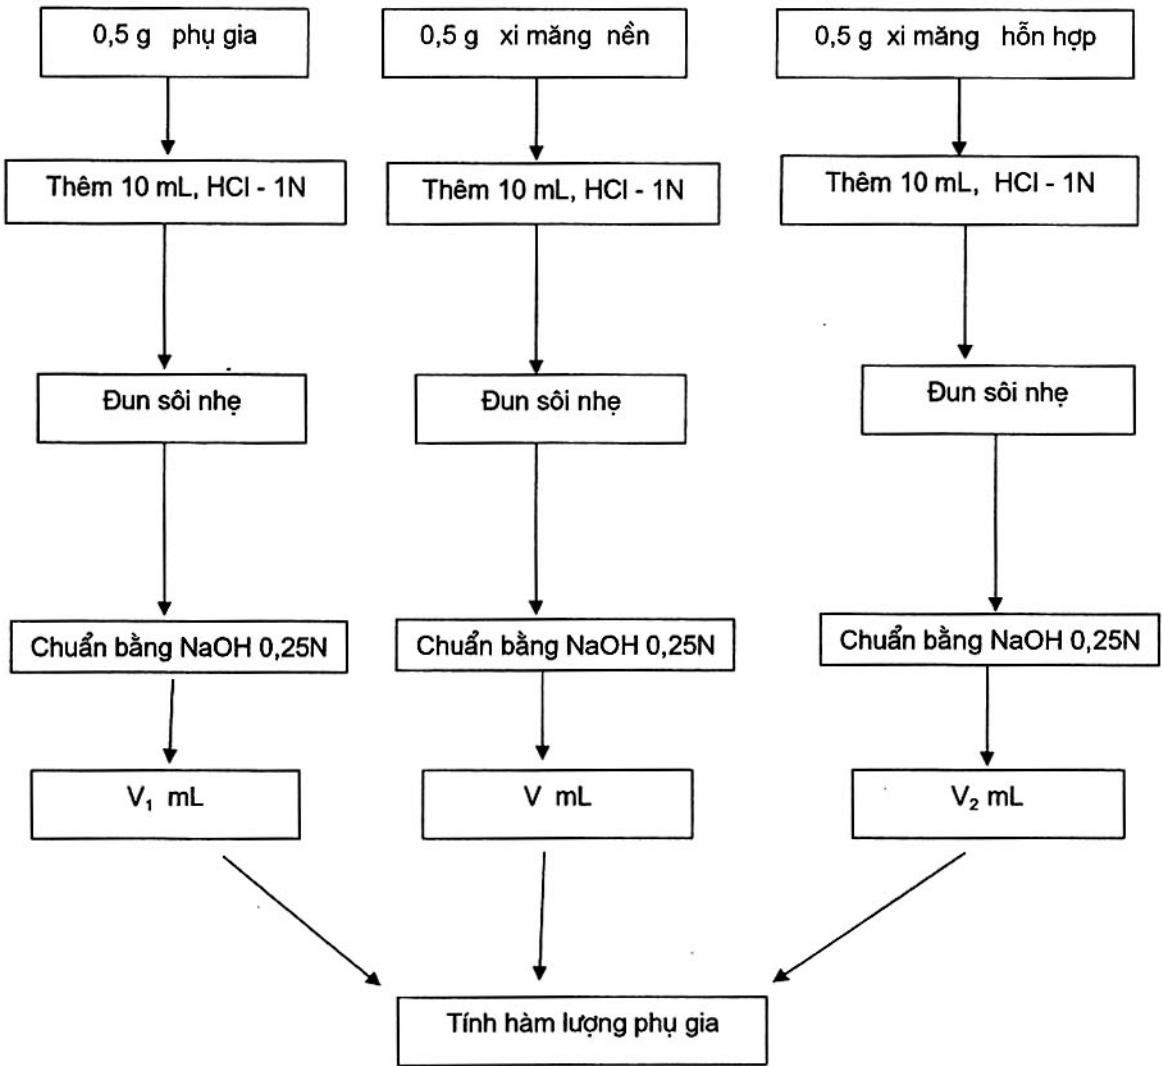 0,5 g phụ gia
0,5 g xi măng nền
0,5 g xi măng hỗn hợp
Thêm 10 mL, HCl - 1N
Thêm 10 mL, HCl - 1N
Thêm 10 mL, HCl - 1N
Đun sôi nhẹ
Đun sôi nhẹ
Đun sôi nhẹ
Chuẩn bằng NaOH 0,25N
Chuẩn bằng NaOH 0,25N
Chuẩn bằng NaOH 0,25N
V₁ mL
V mL
V₂ mL
Tính hàm lượng phụ gia